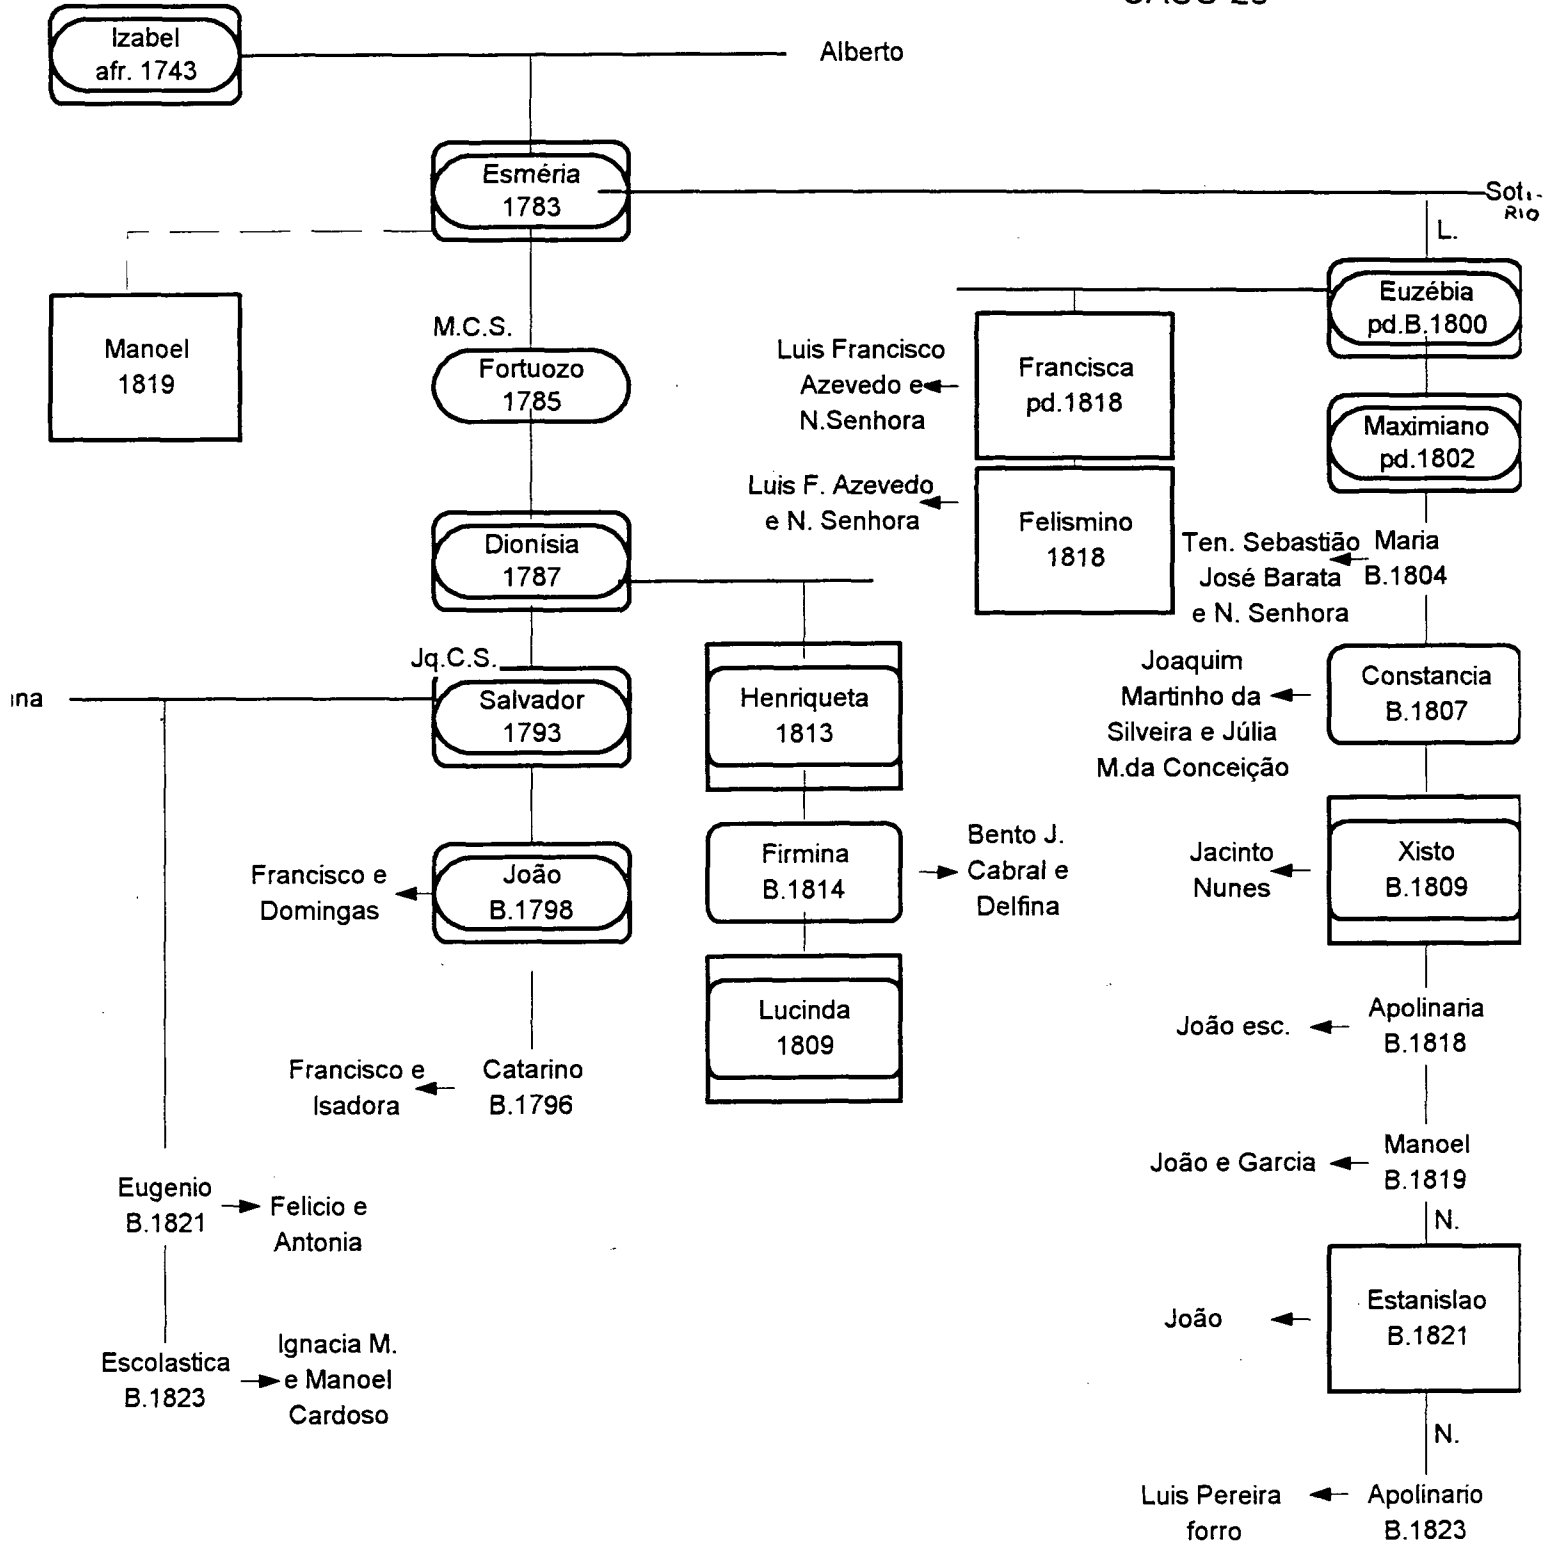 Izabel
afr. 1743
Alberto
Esméria
1783
Soti-
RIO
L.
Euzébia
pd.B.1800
Manoel
1819
M.C.S.
Fortuozo
1785
Luis Francisco
Azevedo e
N.Senhora
Francisca
pd.1818
Maximiano
pd.1802
Luis F. Azevedo
e N. Senhora
Felismino
1818
Dionísia
1787
Ten. Sebastião
José Barata
e N. Senhora
Maria
B.1804
Jq.C.S.
Salvador
1793
Henriqueta
1813
Joaquim
Martinho da
Silveira e Júlia
M.da Conceição
Constancia
B.1807
Francisco e
Domingas
João
B.1798
Firmina
B.1814
Bento J.
Cabral e
Delfina
Jacinto
Nunes
Xisto
B.1809
Lucinda
1809
João esc.
Apolinaria
B.1818
Francisco e
Isadora
Catarino
B.1796
João e Garcia
Manoel
B.1819
Eugenio
B.1821
Felicio e
Antonia
N.
João
Estanislao
B.1821
Escolastica
B.1823
Ignacia M.
e Manoel
Cardoso
N.
Luis Pereira
forro
Apolinario
B.1823